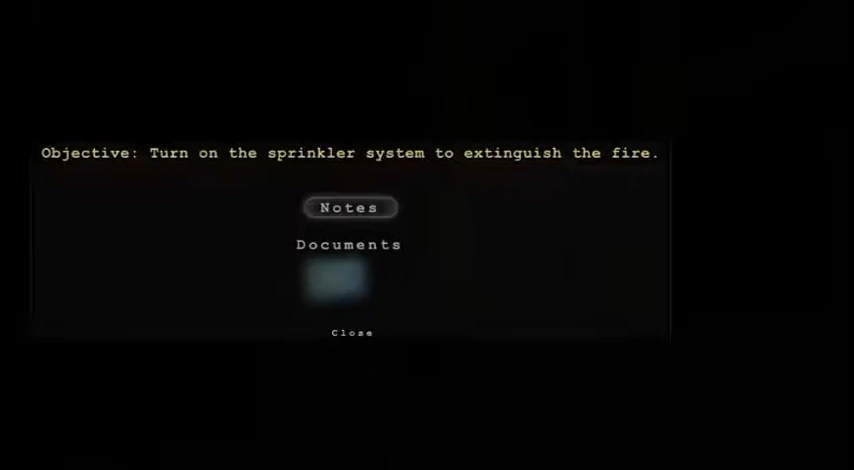 Objective: Turn on the sprinkler system to extinguish the fire.
Notes
Documents
Close